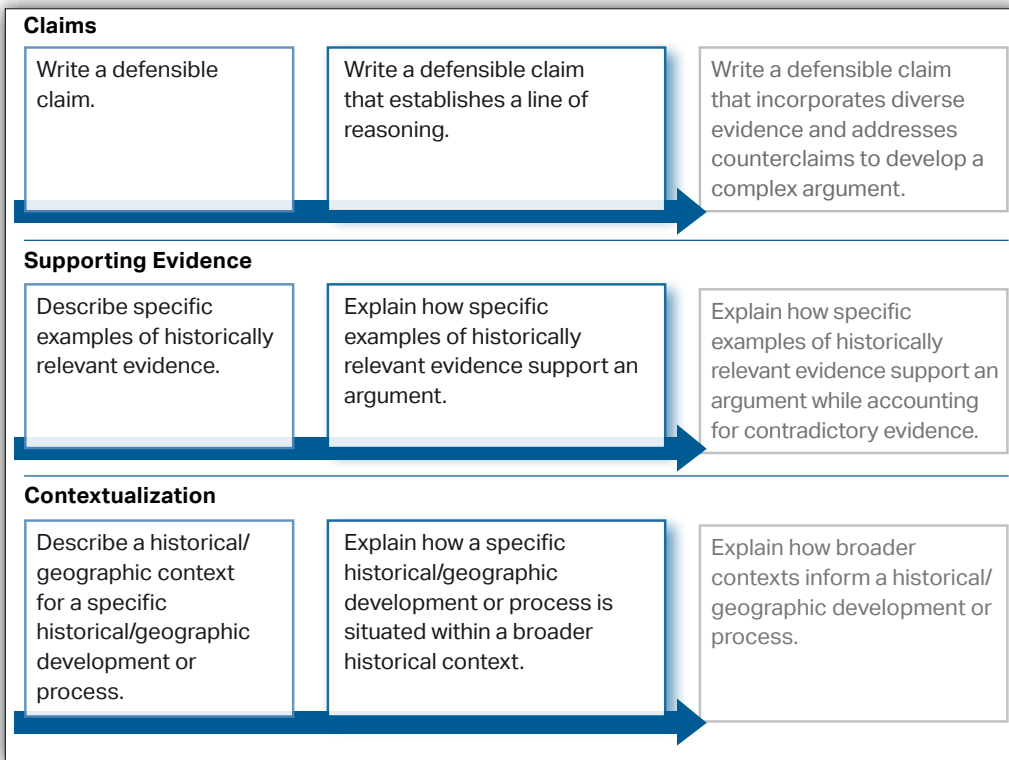 Claims
Write a defensible
claim.
Write a defensible claim
that establishes a line of
reasoning.
Write a defensible claim
that incorporates diverse
evidence and addresses
counterclaims to develop a
complex argument.
Supporting Evidence
Describe specific
examples of historically
relevant evidence.
Explain how specific
examples of historically
relevant evidence support an
argument.
Explain how specific
examples of historically
relevant evidence support an
argument while accounting
for contradictory evidence.
Contextualization
Describe a historical/
geographic context
for a specific
historical/geographic
development or
process.
Explain how a specific
historical/geographic
development or process is
situated within a broader
historical context.
Explain how broader
contexts inform a historical/
geographic development or
process.